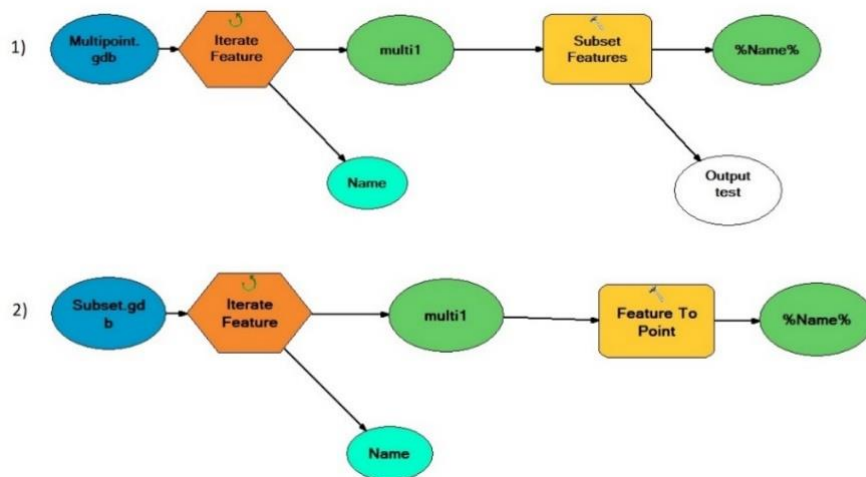 1)
Multipoint.
gdb
Iterate
Feature
multi1
Subset
Features
%Name%
Name
Output
test
2)
Subset.gd
b
Iterate
Feature
multi1
Feature To
Point
%Name%
Name